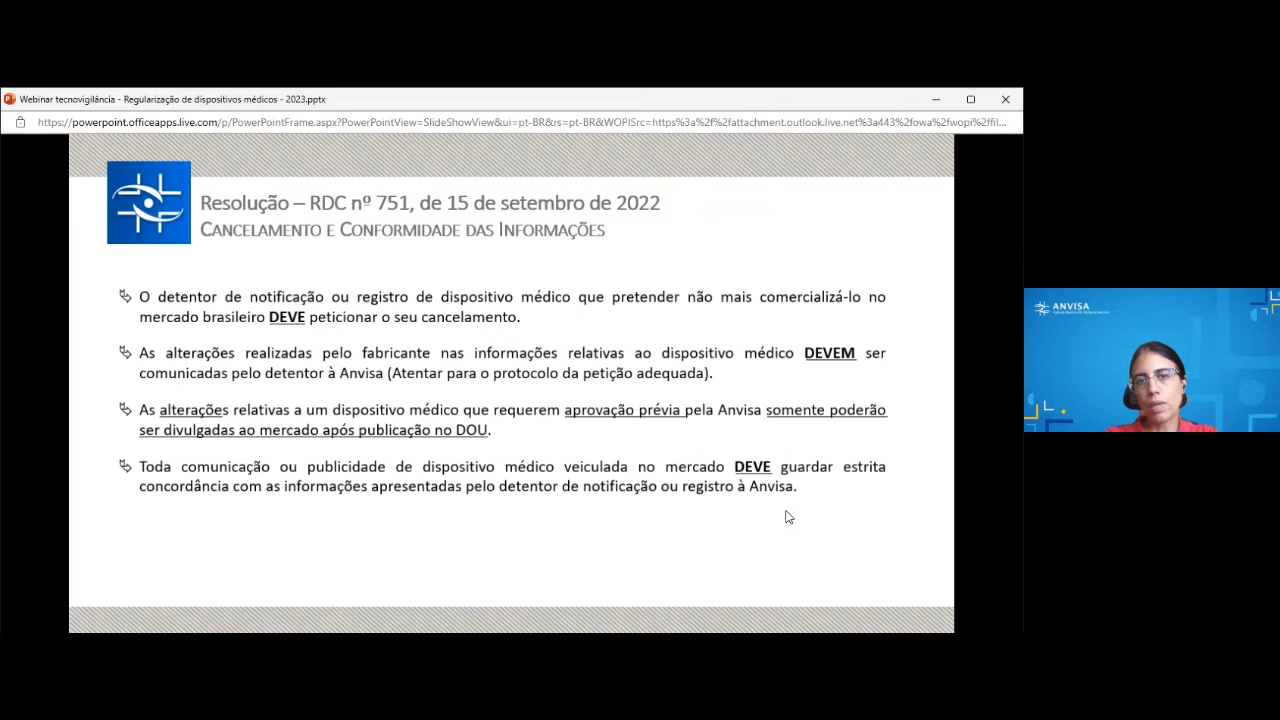 Webinar tecnovigilância - Regularização de dispositivos médicos - 2023.pptx
https://powerpoint.officeapps.live.com/p/PowerPointFrame.aspx?PowerPointView=SlideShowView&ui=pt-BR&rs=pt-BR&WOPISrc=https%3a%2f%2fattachment.outlook.live.net%3a443%2fowa%2fwopi%2ffil...
Resolução – RDC nº 751, de 15 de setembro de 2022
CANCELAMENTO E CONFORMIDADE DAS INFORMAÇÕES
O detentor de notificação ou registro de dispositivo médico que pretender não mais comercializá-lo no
mercado brasileiro DEVE peticionar o seu cancelamento.
As alterações realizadas pelo fabricante nas informações relativas ao dispositivo médico DEVEM ser
comunicadas pelo detentor à Anvisa (Atentar para o protocolo da petição adequada).
As alterações relativas a um dispositivo médico que requerem aprovação prévia pela Anvisa somente poderão
ser divulgadas ao mercado após publicação no DOU.
Toda comunicação ou publicidade de dispositivo médico veiculada no mercado DEVE guardar estrita
concordância com as informações apresentadas pelo detentor de notificação ou registro à Anvisa.
ANVISA